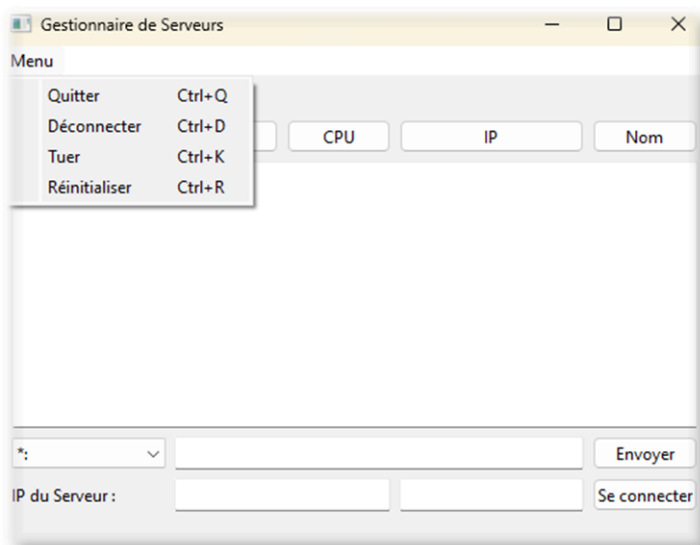 Gestionnaire de Serveurs
Menu
Quitter Ctrl+Q
Déconnecter Ctrl+D
Tuer Ctrl+K
Réinitialiser Ctrl+R
CPU IP Nom
*: Envoyer
IP du Serveur : Se connecter